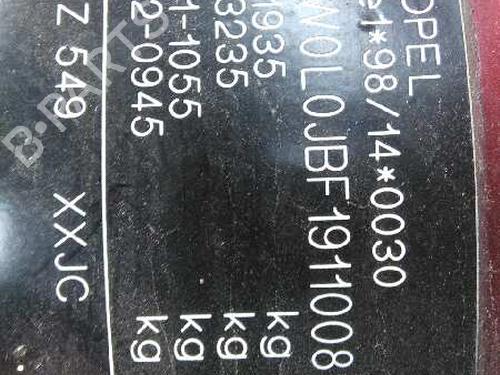 OPEL
e1*98/14*0030
W0L0JBF1911008
1935 kg
3235 kg
1-1055 kg
2-0945 kg
Z 549 XXJC
B-PARTS